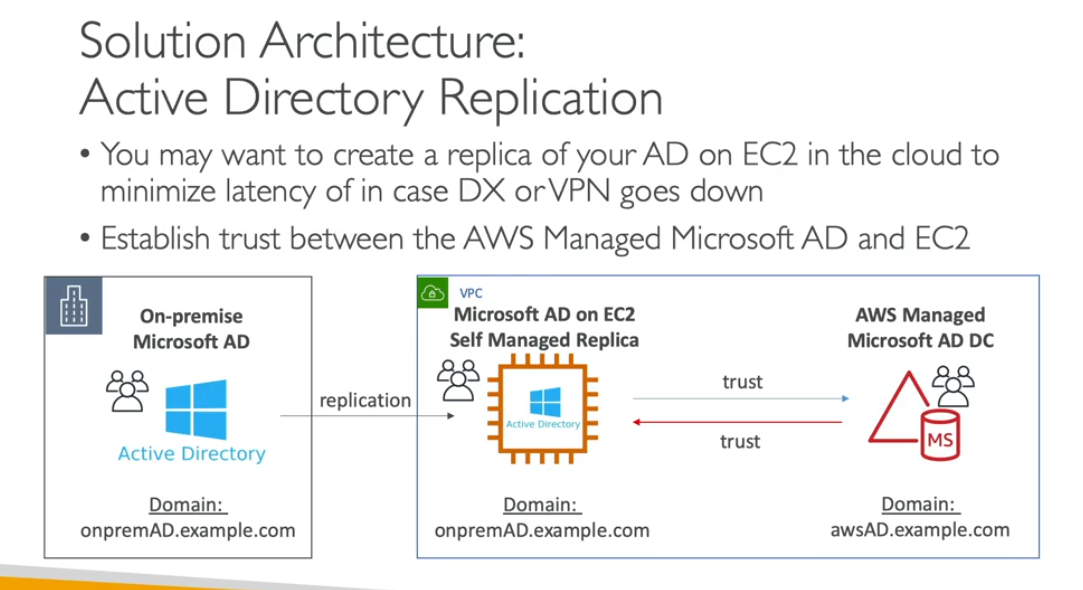 Solution Architecture:
Active Directory Replication
• You may want to create a replica of your AD on EC2 in the cloud to
minimize latency of in case DX or VPN goes down
• Establish trust between the AWS Managed Microsoft AD and EC2
On-premise
Microsoft AD
Active Directory
Domain:
onpremAD.example.com
replication
VPC
Microsoft AD on EC2
Self Managed Replica
Active Directory
Domain:
onpremAD.example.com
trust
trust
AWS Managed
Microsoft AD DC
MS
Domain:
awsAD.example.com